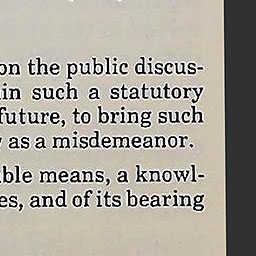 on the public discus-
in such a statutory
future, to bring such
as a misdemeanor.
ble means, a knowl-
es, and of its bearing